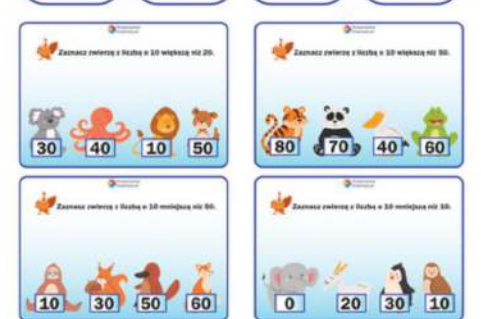 Zaznacz zwierzę z liczbą o 10 większą niż 20.
30 40 10 50
Zaznacz zwierzę z liczbą o 10 większą niż 50.
80 70 40 60
Zaznacz zwierzę z liczbą o 10 mniejszą niż 60.
10 30 50 60
Zaznacz zwierzę z liczbą o 10 mniejszą niż 10.
0 20 30 10